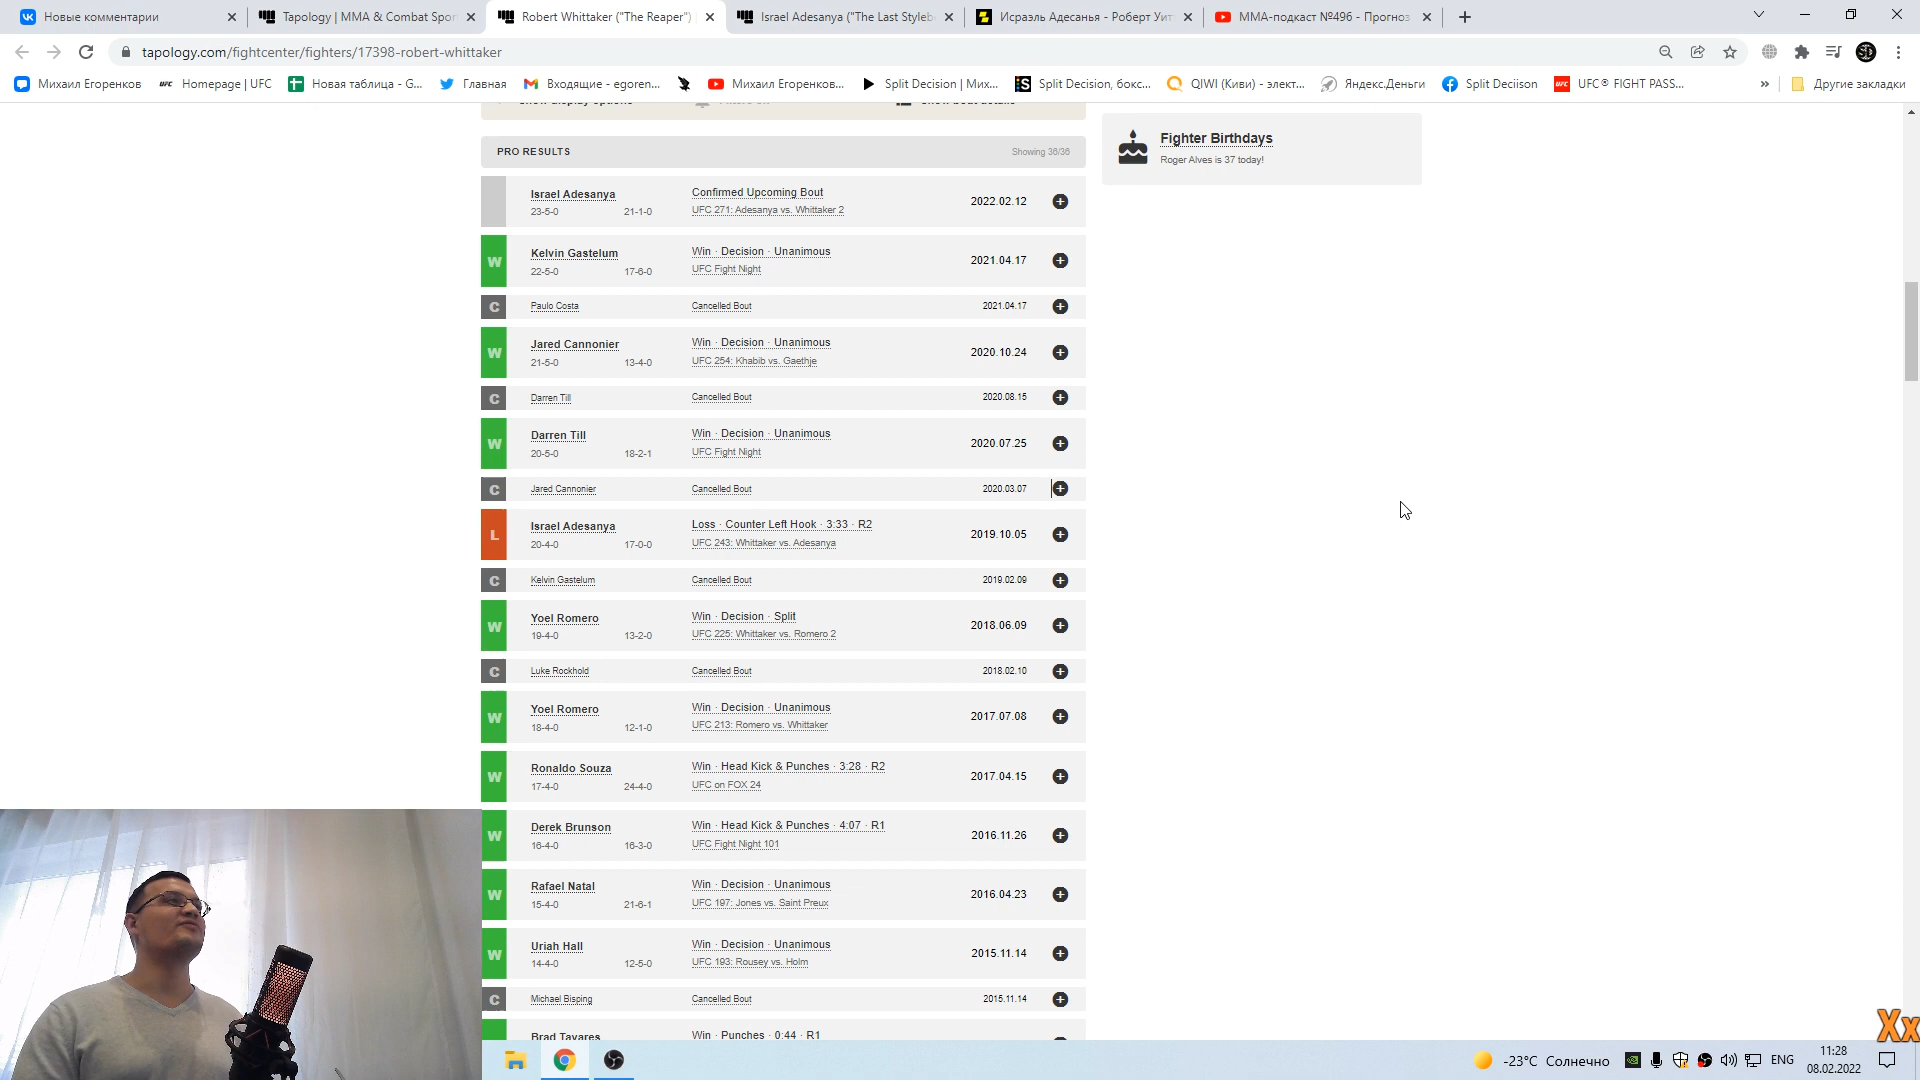 Новые комментарии
Tapology | MMA & Combat Spor
Robert Whittaker ("The Reaper") |
Israel Adesanya ("The Last Styleb
Исраэль Адесанья - Роберт Уит
ММА-подкаст №496 - Прогноз
tapology.com/fightcenter/fighters/17398-robert-whittaker
Михаил Егоренков
Homepage | UFC
Новая таблица - G...
Главная
Входящие - egoren...
Михаил Егоренков...
Split Decision | Мих...
Split Decision, бокс...
QIWI (Киви) - элект...
Яндекс.Деньги
Split Deciison
UFC ® FIGHT PASS...
»
Другие закладки
Fighter Birthdays
Roger Alves is 37 today!
PRO RESULTS
Showing 36/36
Israel Adesanya
Confirmed Upcoming Bout
2022.02.12
23-5-0
21-1-0
UFC 271: Adesanya vs. Whittaker 2
W
Kelvin Gastelum
Win · Decision · Unanimous
2021.04.17
22-5-0
17-6-0
UFC Fight Night
C
Paulo Costa
Cancelled Bout
2021.04.17
W
Jared Cannonier
Win · Decision · Unanimous
2020.10.24
21-5-0
13-4-0
UFC 254: Khabib vs. Gaethje
C
Darren Till
Cancelled Bout
2020.08.15
W
Darren Till
Win · Decision · Unanimous
2020.07.25
20-5-0
18-2-1
UFC Fight Night
C
Jared Cannonier
Cancelled Bout
2020.03.07
L
Israel Adesanya
Loss · Counter Left Hook · 3:33 · R2
2019.10.05
20-4-0
17-0-0
UFC 243: Whittaker vs. Adesanya
C
Kelvin Gastelum
Cancelled Bout
2019.02.09
W
Yoel Romero
Win · Decision · Split
2018.06.09
19-4-0
13-2-0
UFC 225: Whittaker vs. Romero 2
C
Luke Rockhold
Cancelled Bout
2018.02.10
W
Yoel Romero
Win · Decision · Unanimous
2017.07.08
18-4-0
12-1-0
UFC 213: Romero vs. Whittaker
W
Ronaldo Souza
Win · Head Kick & Punches · 3:28 · R2
2017.04.15
17-4-0
24-4-0
UFC on FOX 24
W
Derek Brunson
Win · Head Kick & Punches · 4:07 · R1
2016.11.26
16-4-0
16-3-0
UFC Fight Night 101
W
Rafael Natal
Win · Decision · Unanimous
2016.04.23
15-4-0
21-6-1
UFC 197: Jones vs. Saint Preux
W
Uriah Hall
Win · Decision · Unanimous
2015.11.14
14-4-0
12-5-0
UFC 193: Rousey vs. Holm
C
Michael Bisping
Cancelled Bout
2015.11.14
Brad Tavares
Win · Punches · 0:44 · R1
Xx
-23°C Солнечно
ENG
11:28
08.02.2022